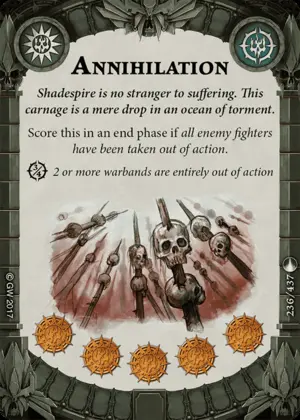 ANNIHILATION
Shadespire is no stranger to suffering. This
carnage is a mere drop in an ocean of torment.
Score this in an end phase if all enemy fighters
have been taken out of action.
2 or more warbands are entirely out of action
© GW 2017
236/437